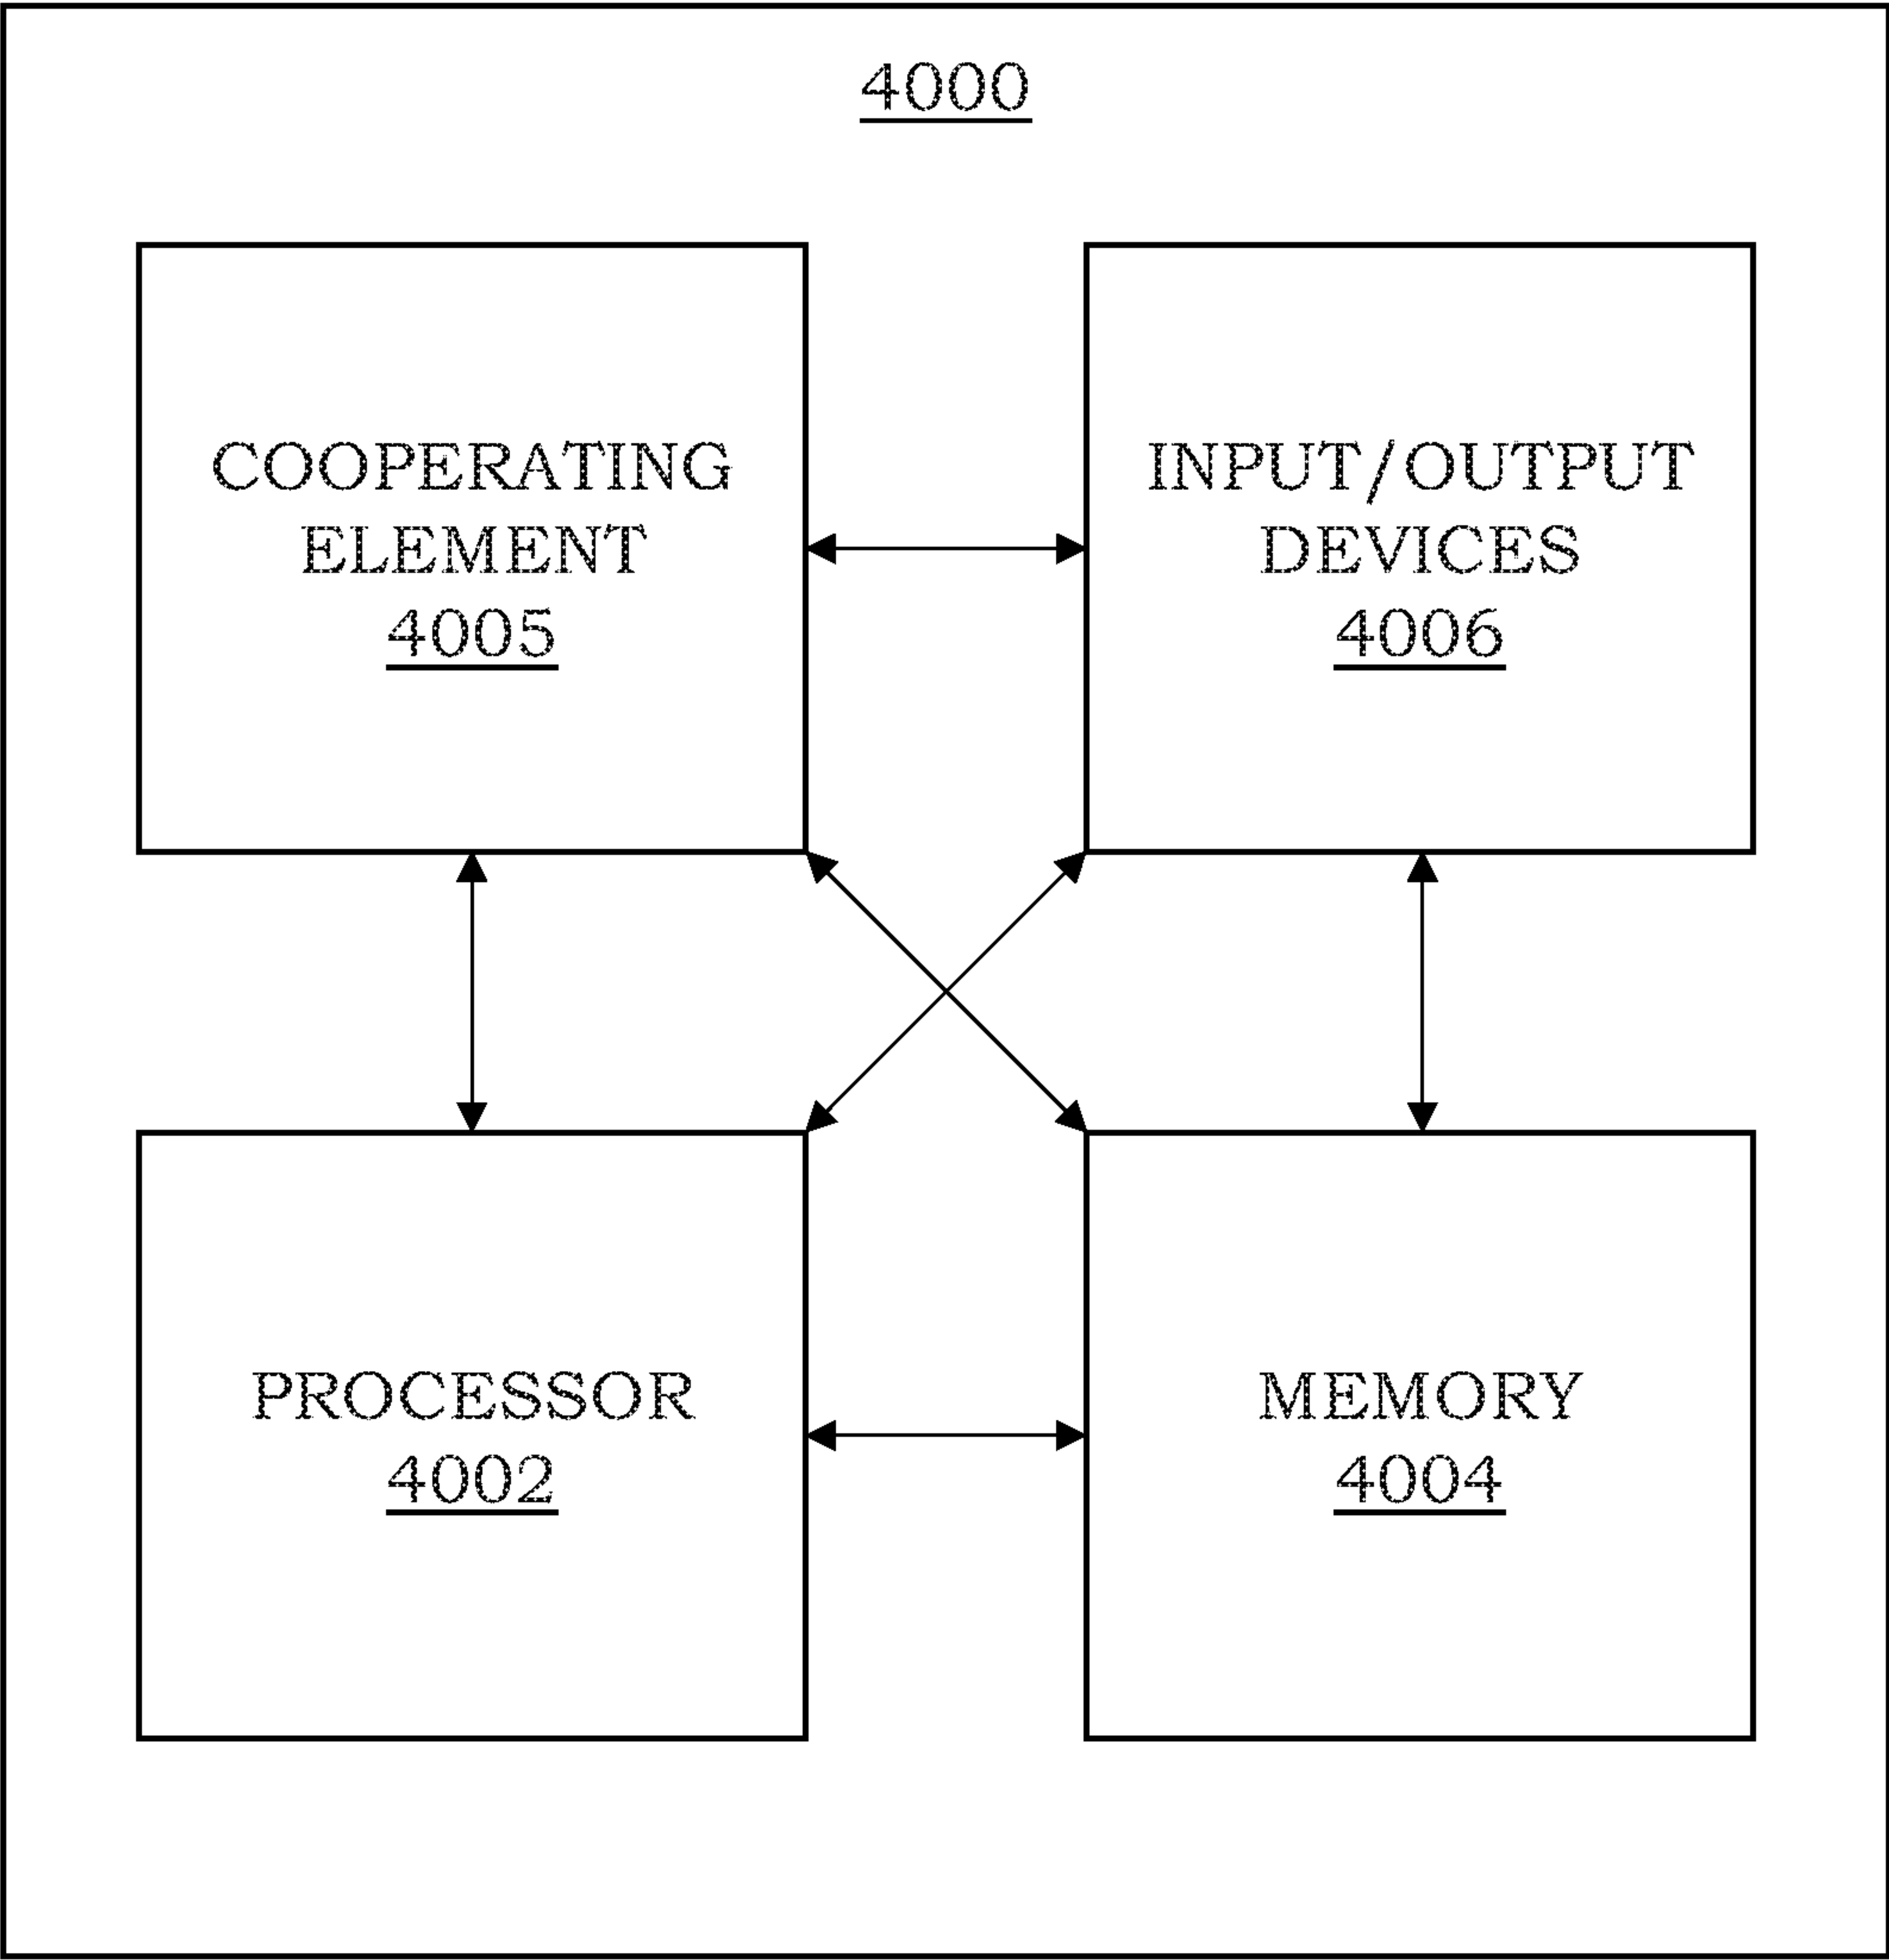 4000
COOPERATING
ELEMENT
4005
INPUT/OUTPUT
DEVICES
4006
PROCESSOR
4002
MEMORY
4004